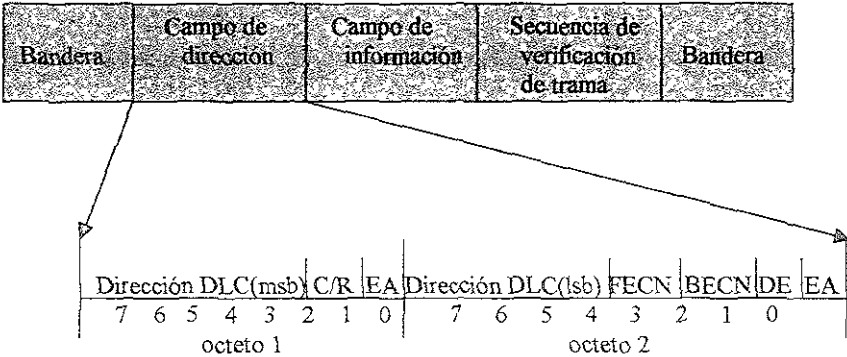 Bandera
Campo de
dirección
Campo de
información
Secuencia de
verificacion
de trama
Bandera
Dirección DLC(msb) C/R EA Dirección DLC(lsb) FECN BECN DE EA
7 6 5 4 3 2 1 0 7 6 5 4 3 2 1 0
octeto 1 octeto 2